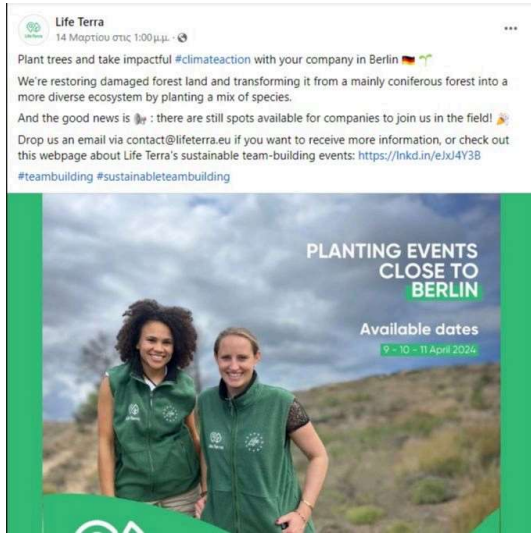 Life Terra
14 Μαρτίου στις 1:00 μ.μ. ·
Plant trees and take impactful #climateaction with your company in Berlin
We're restoring damaged forest land and transforming it from a mainly coniferous forest into a
more diverse ecosystem by planting a mix of species.
And the good news is : there are still spots available for companies to join us in the field!
Drop us an email via contact@lifeterra.eu if you want to receive more information, or check out
this webpage about Life Terra's sustainable team-building events: https://lnkd.in/eJxJ4Y3B
#teambuilding #sustainableteambuilding
PLANTING EVENTS
CLOSE TO
BERLIN
Available dates
9 - 10 - 11 April 2024